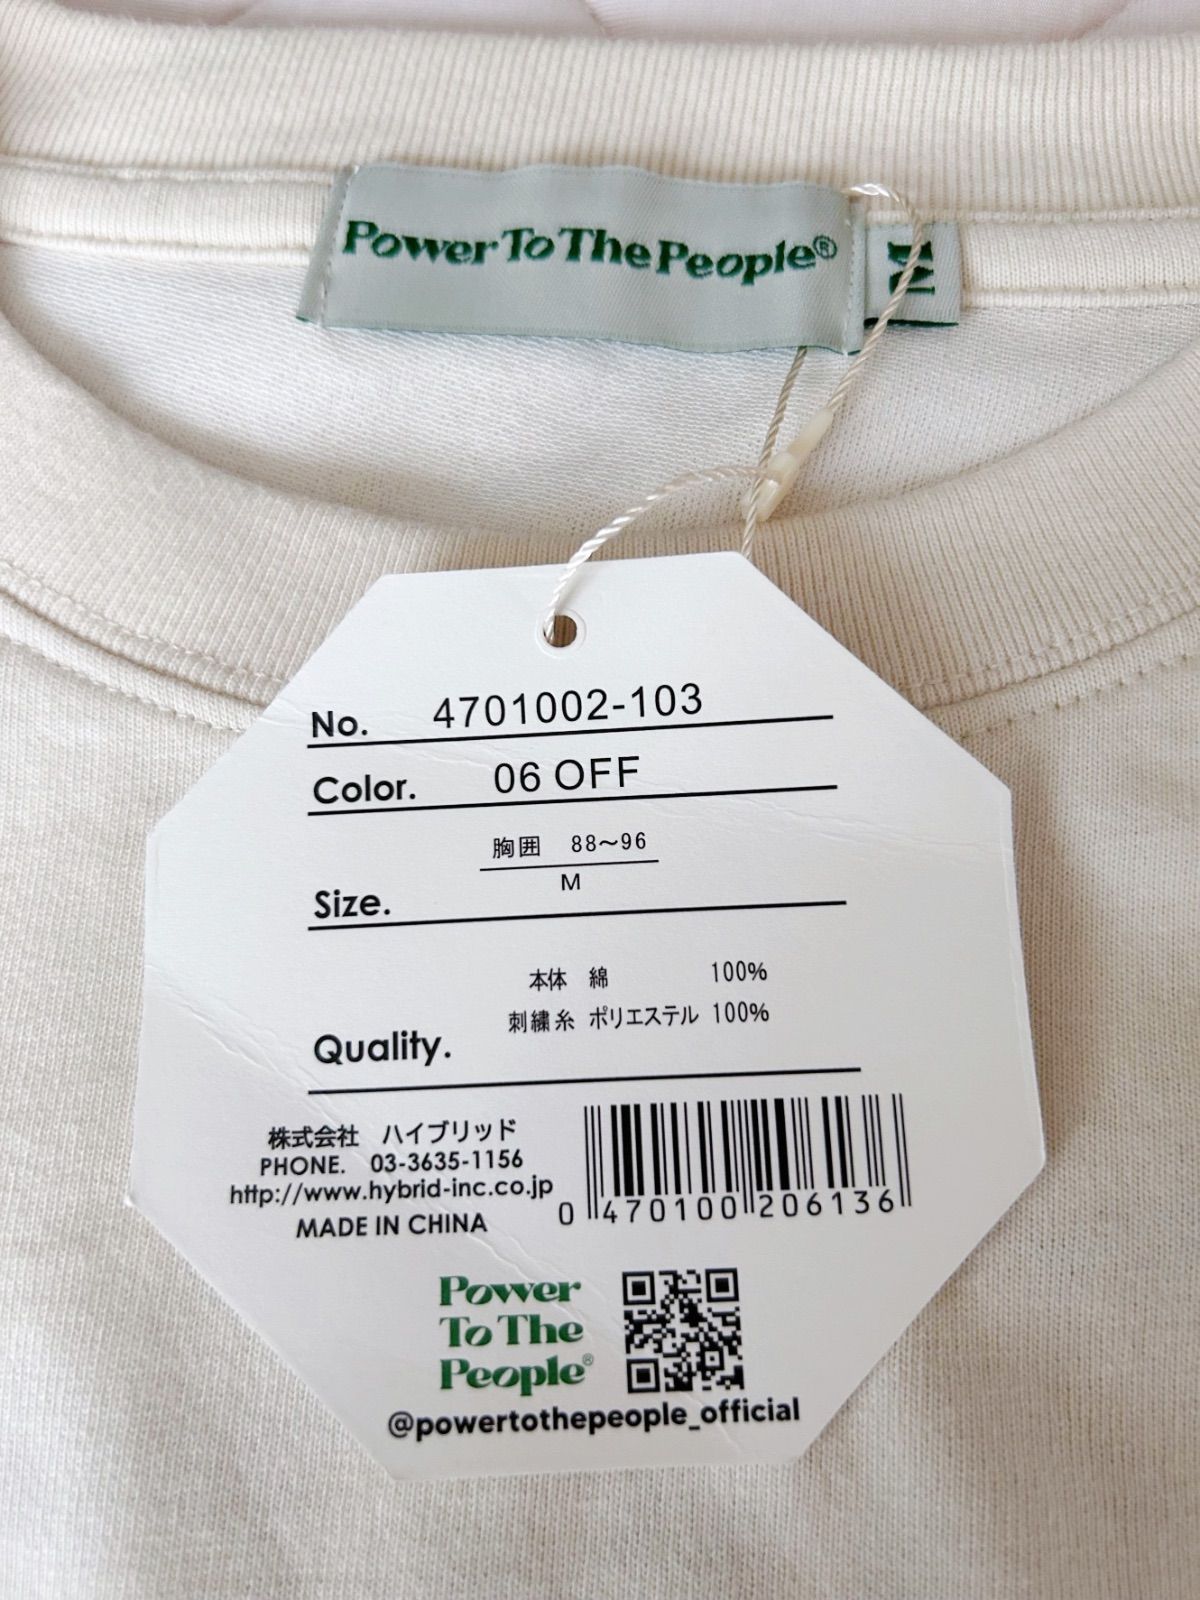 Power To The People®
M
No. 4701002-103
Color. 06 OFF
胸囲 88〜96
M
Size.
本体 綿 100%
刺繍糸 ポリエステル 100%
Quality.
株式会社 ハイブリッド
PHONE. 03-3635-1156
http://www.hybrid-inc.co.jp
MADE IN CHINA
0 470100 206136
Power
To The
People®
@powertothepeople_official